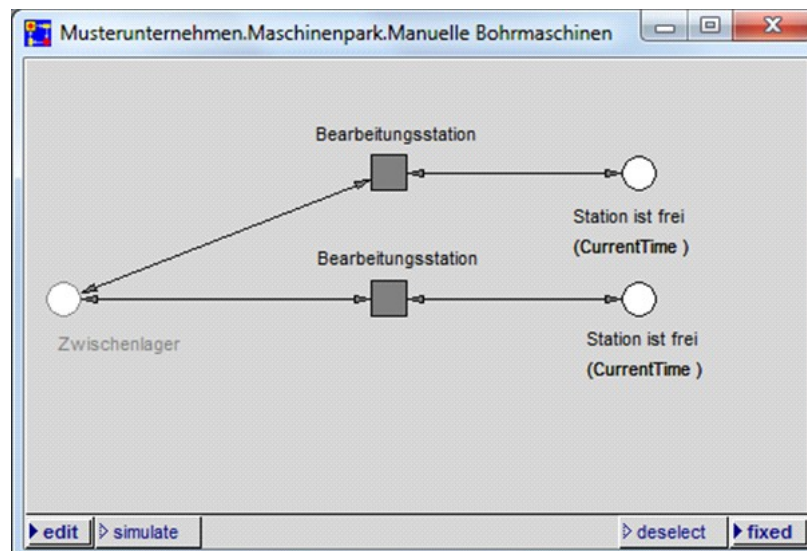 Musterunternehmen.Maschinenpark.Manuelle Bohrmaschinen
Bearbeitungsstation
Station ist frei
(CurrentTime )
Bearbeitungsstation
Zwischenlager
Station ist frei
(CurrentTime )
edit simulate deselect fixed